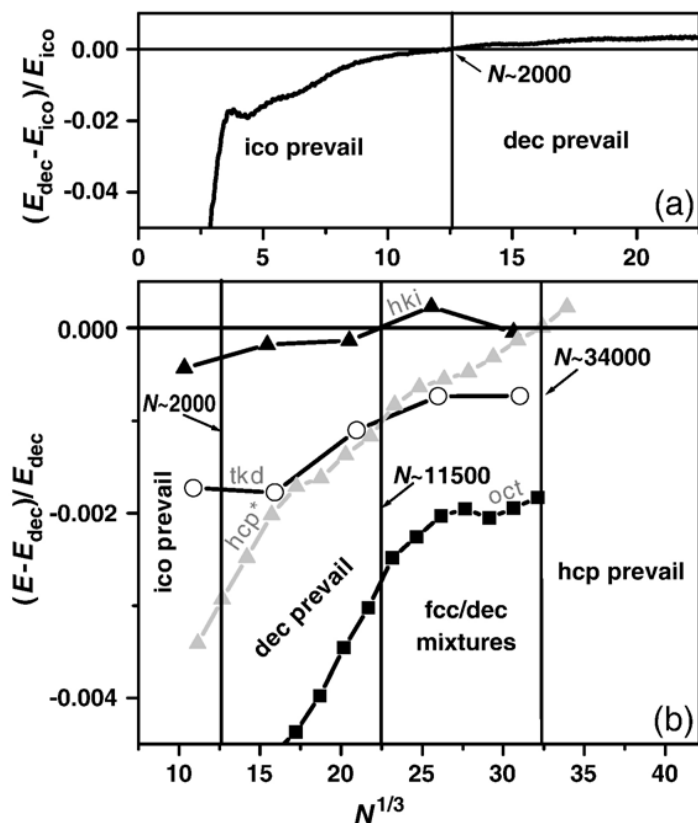 (E_dec-E_ico)/E_ico
0.00
-0.02
-0.04
N~2000
ico prevail
dec prevail
(a)
0 5 10 15 20
(E-E_dec)/E_dec
0.000
-0.002
-0.004
hki
N~2000
N~34000
tkd
hcp*
N~11500
oct
ico prevail
dec prevail
fcc/dec
mixtures
hcp prevail
(b)
10 15 20 25 30 35 40
N^1/3